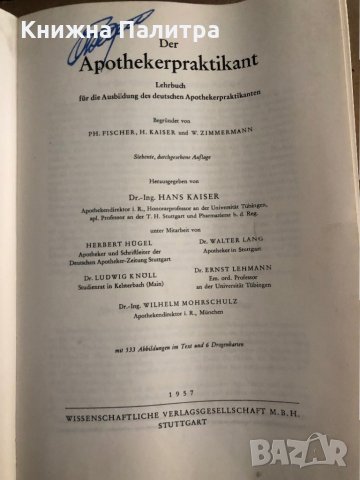 Книжна Палитра
Der
Apothekerpraktikant
Lehrbuch
für die Ausbildung des deutschen Apothekerpraktikanten
Begründet von
PH. FISCHER, H. KAISER und W. ZIMMERMANN
Siebente, durchgesehene Auflage
Herausgegeben von
Dr.-Ing. HANS KAISER
Apothekendirektor i. R., Honorarprofessor an der Universität Tübingen,
apl. Professor an der T. H. Stuttgart und Pharmazierat b. d. Reg.
unter Mitarbeit von
HERBERT HÜGEL
Apotheker und Schriftleiter der
Deutschen Apotheker-Zeitung Stuttgart
Dr. WALTER LANG
Apotheker in Stuttgart
Dr. LUDWIG KNOLL
Studienrat in Kelsterbach (Main)
Dr. ERNST LEHMANN
Em. ord. Professor
an der Universität Tübingen
Dr.-Ing. WILHELM MOHRSCHULZ
Apothekendirektor i. R., München
mit 333 Abbildungen im Text und 6 Drogenkarten
1957
WISSENSCHAFTLICHE VERLAGSGESELLSCHAFT M. B. H.
STUTTGART
BAZAR